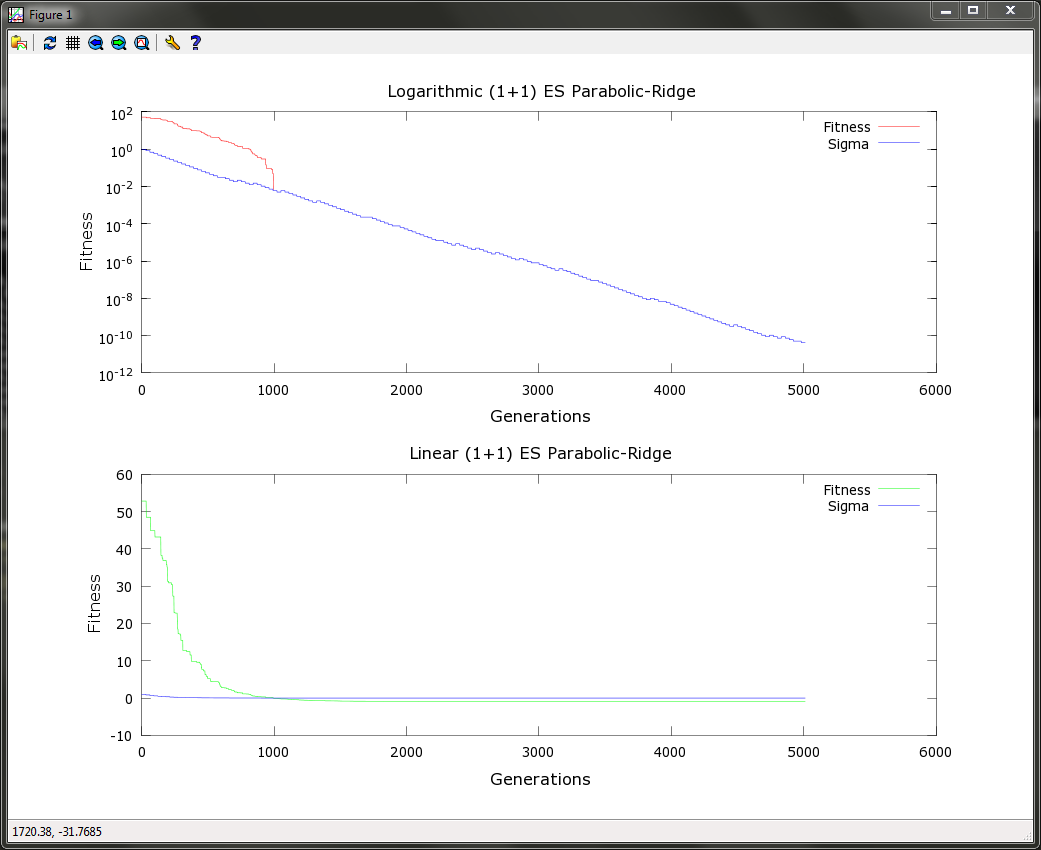 Figure 1
Logarithmic (1+1) ES Parabolic-Ridge
Fitness
Sigma
10^2
10^0
10^-2
10^-4
10^-6
10^-8
10^-10
10^-12
Fitness
0 1000 2000 3000 4000 5000 6000
Generations
Linear (1+1) ES Parabolic-Ridge
Fitness
Sigma
60
50
40
30
20
10
0
-10
Fitness
0 1000 2000 3000 4000 5000 6000
Generations
1720.38, -31.7685